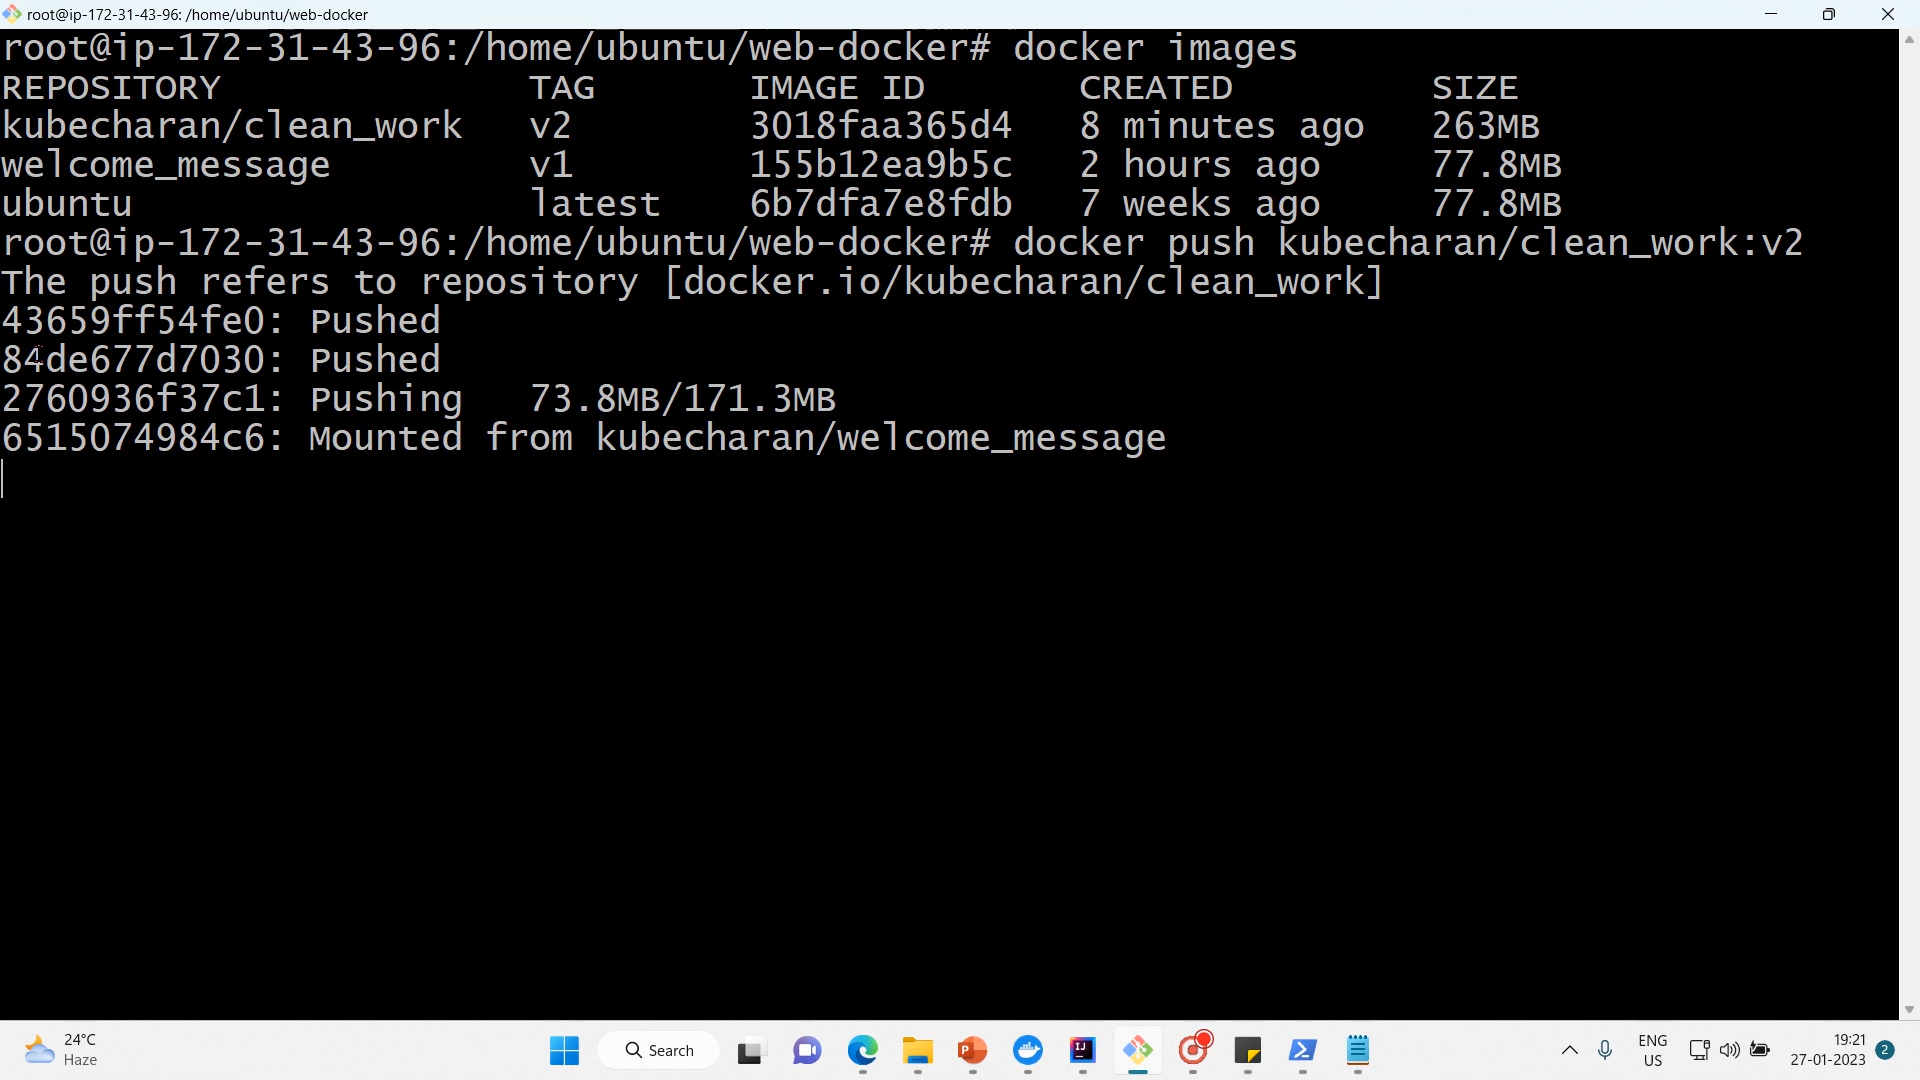 root@ip-172-31-43-96: /home/ubuntu/web-docker
root@ip-172-31-43-96:/home/ubuntu/web-docker# docker images
REPOSITORY TAG IMAGE ID CREATED SIZE
kubecharan/clean_work v2 3018faa365d4 8 minutes ago 263MB
welcome_message v1 155b12ea9b5c 2 hours ago 77.8MB
ubuntu latest 6b7dfa7e8fdb 7 weeks ago 77.8MB
root@ip-172-31-43-96:/home/ubuntu/web-docker# docker push kubecharan/clean_work:v2
The push refers to repository [docker.io/kubecharan/clean_work]
43659ff54fe0: Pushed
84de677d7030: Pushed
2760936f37c1: Pushing 73.8MB/171.3MB
6515074984c6: Mounted from kubecharan/welcome_message
24°C
Haze
Search
ENG
US
19:21
27-01-2023
2